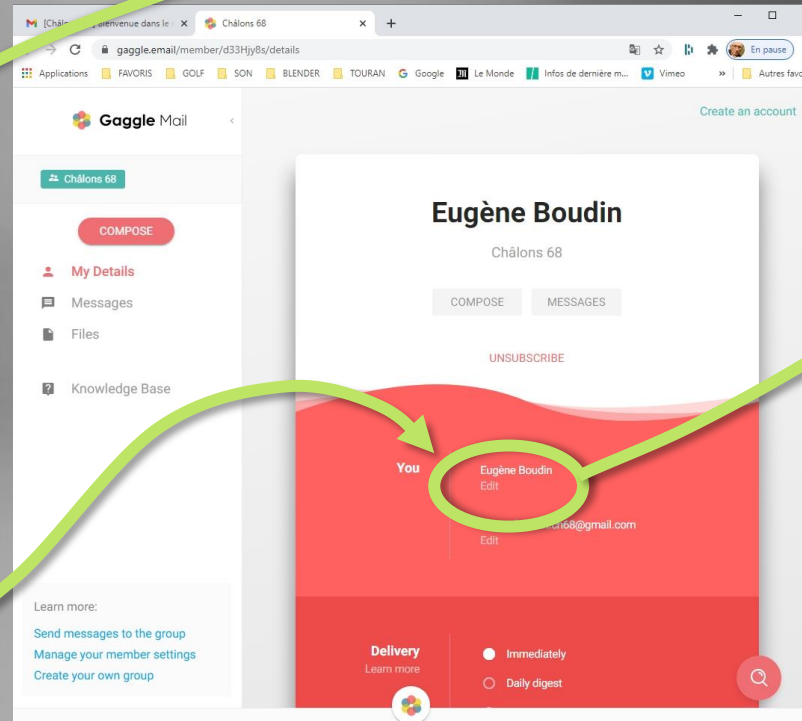 Châlons 68
gaggle.email/member/d33Hjy8s/details
En pause
Applications FAVORIS GOLF SON BLENDER TOURAN Google Le Monde Infos de dernière m... Vimeo » Autres favo
Gaggle Mail
Create an account
Châlons 68
COMPOSE
My Details
Messages
Files
Knowledge Base
Eugène Boudin
Châlons 68
COMPOSE MESSAGES
UNSUBSCRIBE
You
Eugène Boudin
Edit
h68@gmail.com
Edit
Learn more:
Send messages to the group
Manage your member settings
Create your own group
Delivery
Learn more
Immediately
Daily digest